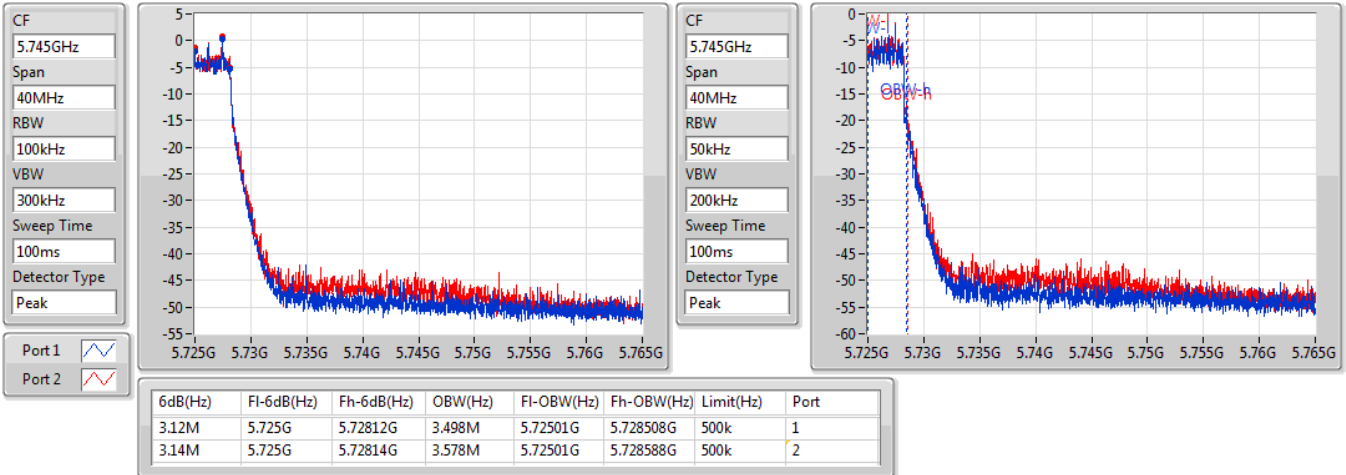 CF
5.745GHz
Span
40MHz
RBW
100kHz
VBW
300kHz
Sweep Time
100ms
Detector Type
Peak
Port 1
Port 2
5
0
-5
-10
-15
-20
-25
-30
-35
-40
-45
-50
-55
5.725G 5.73G 5.735G 5.74G 5.745G 5.75G 5.755G 5.76G 5.765G
CF
5.745GHz
Span
40MHz
RBW
50kHz
VBW
200kHz
Sweep Time
100ms
Detector Type
Peak
0
-5
-10
-15
-20
-25
-30
-35
-40
-45
-50
-55
-60
W-l
W-l
OBW-h
OBW-h
5.725G 5.73G 5.735G 5.74G 5.745G 5.75G 5.755G 5.76G 5.765G
6dB(Hz) Fl-6dB(Hz) Fh-6dB(Hz) OBW(Hz) Fl-OBW(Hz) Fh-OBW(Hz) Limit(Hz) Port
3.12M 5.725G 5.72812G 3.498M 5.72501G 5.728508G 500k 1
3.14M 5.725G 5.72814G 3.578M 5.72501G 5.728588G 500k 2